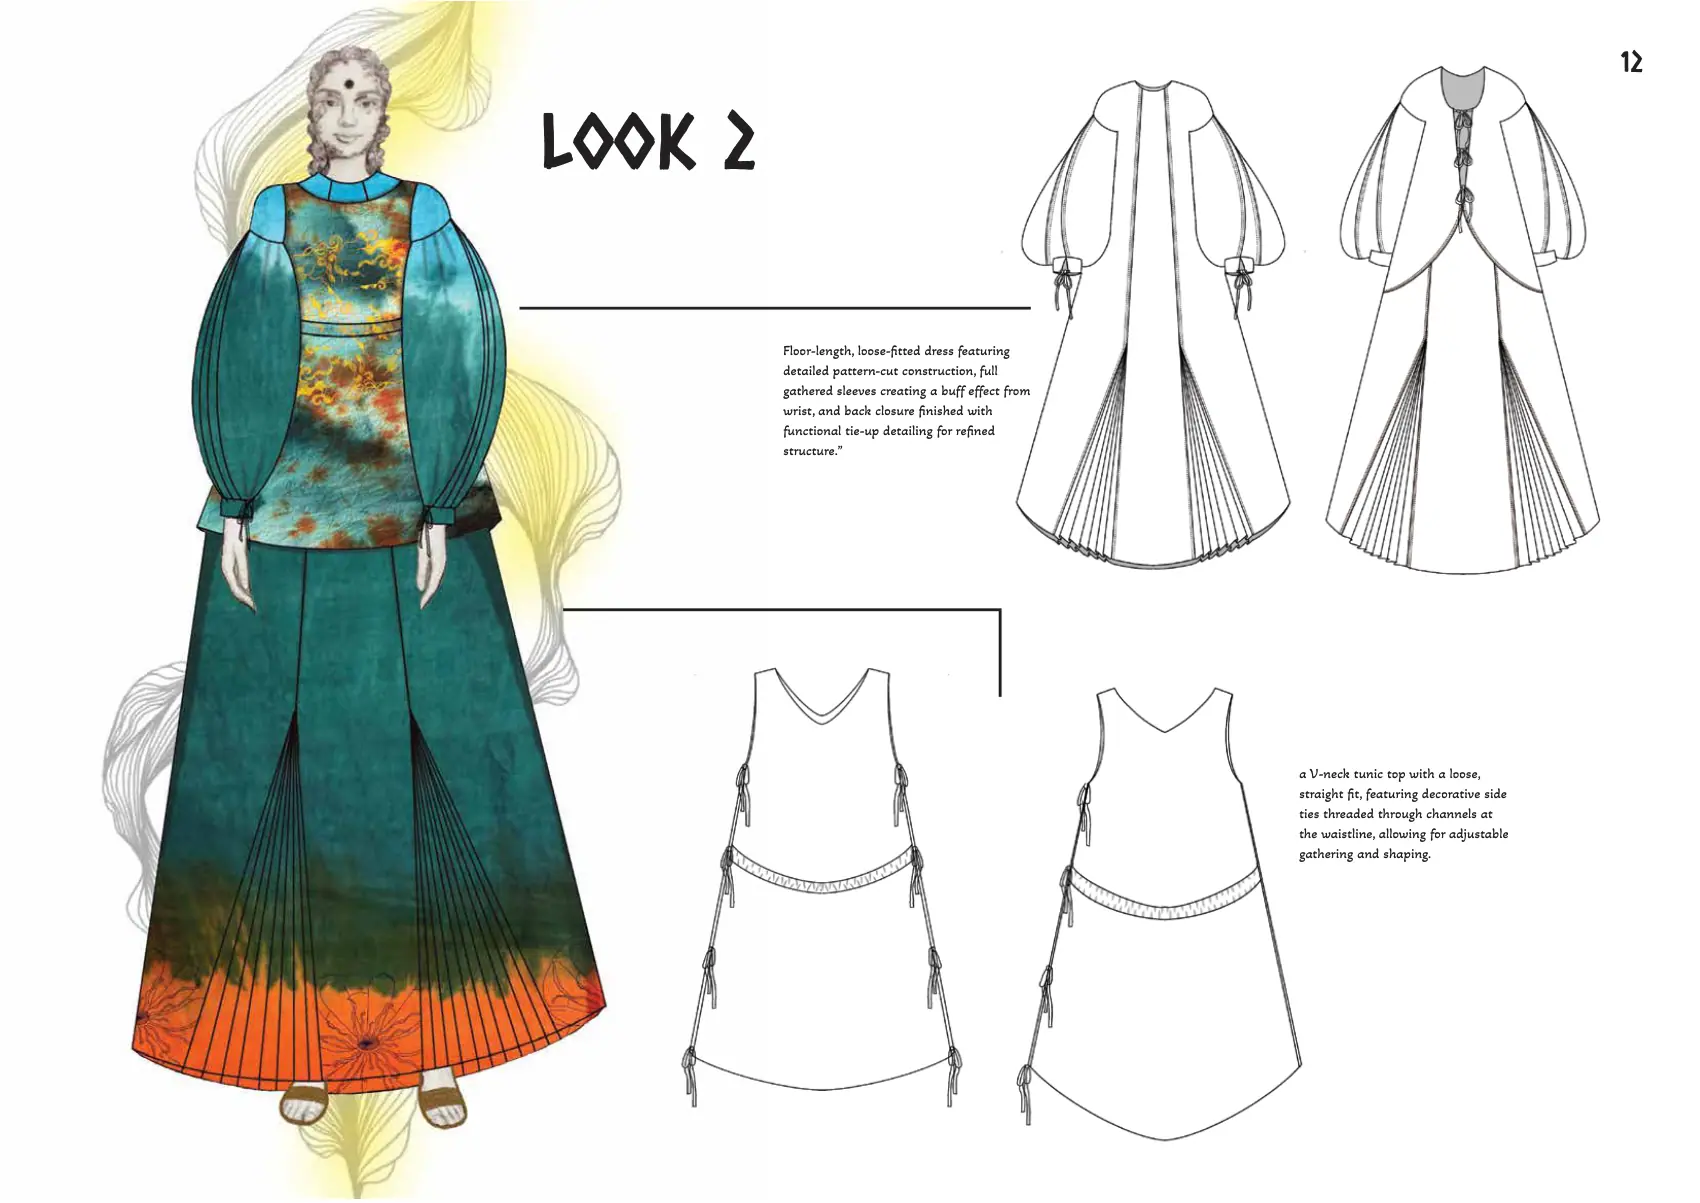 12
LOOK 2
Floor-length, loose-fitted dress featuring
detailed pattern-cut construction, full
gathered sleeves creating a buff effect from
wrist, and back closure finished with
functional tie-up detailing for refined
structure.”
a V-neck tunic top with a loose,
straight fit, featuring decorative side
ties threaded through channels at
the waistline, allowing for adjustable
gathering and shaping.